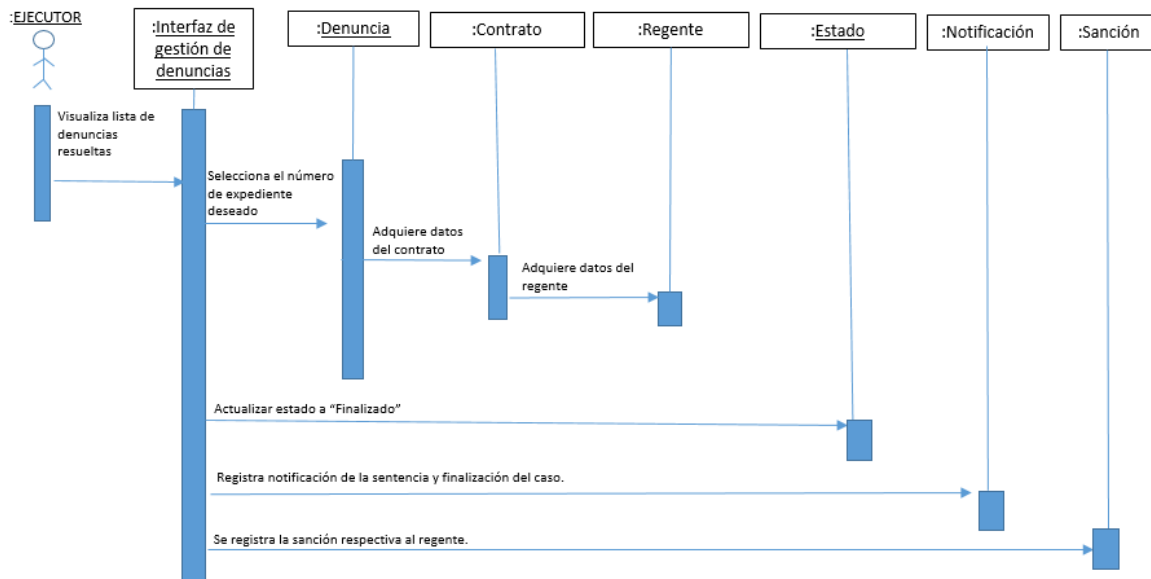 :EJECUTOR
:Interfaz de
gestión de
denuncias
:Denuncia
:Contrato
:Regente
:Estado
:Notificación
:Sanción
Visualiza lista de
denuncias
resueltas
Selecciona el número
de expediente
deseado
Adquiere datos
del contrato
Adquiere datos del
regente
Actualizar estado a “Finalizado”
Registra notificación de la sentencia y finalización del caso.
Se registra la sanción respectiva al regente.